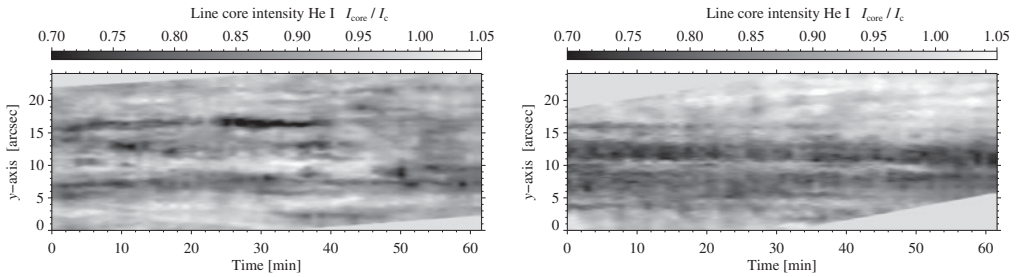 Line core intensity He I I_core / I_c
0.70 0.75 0.80 0.85 0.90 0.95 1.00 1.05
20
15
10
5
0
y−axis [arcsec]
0 10 20 30 40 50 60
Time [min]
Line core intensity He I I_core / I_c
0.70 0.75 0.80 0.85 0.90 0.95 1.00 1.05
20
15
10
5
0
y−axis [arcsec]
0 10 20 30 40 50 60
Time [min]